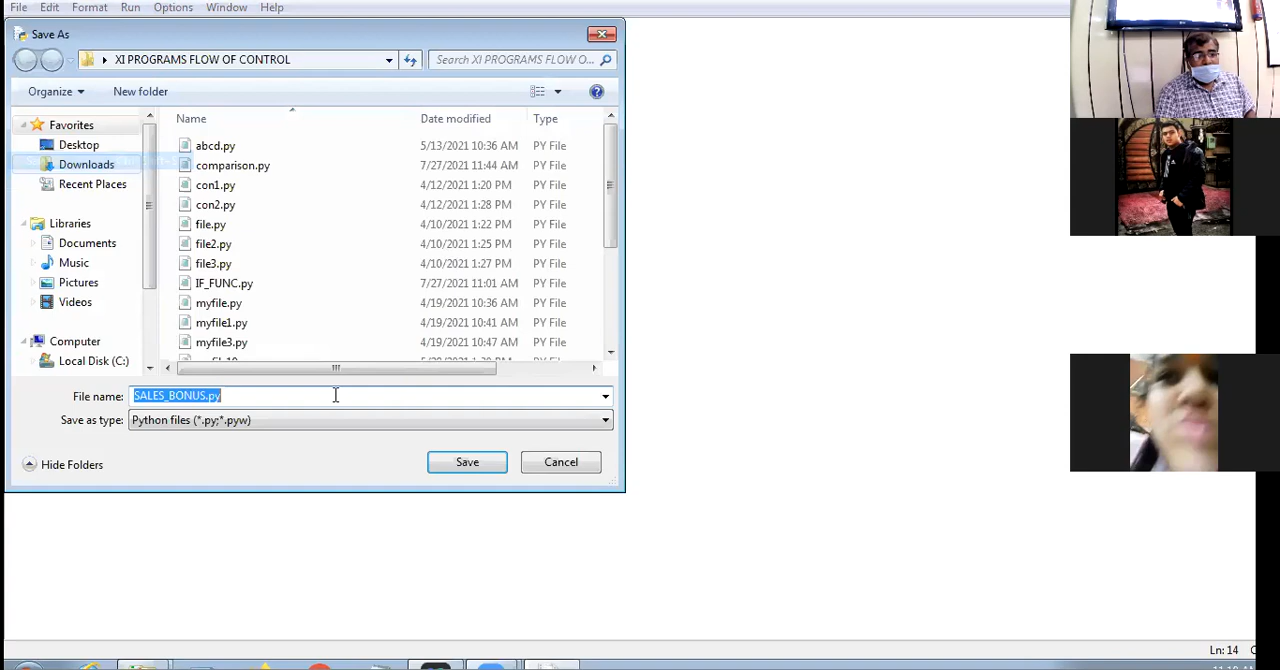 File Edit Format Run Options Window Help
Save As
XI PROGRAMS FLOW OF CONTROL
Search XI PROGRAMS FLOW O...
Organize New folder
Favorites
Desktop
Downloads
Recent Places
Libraries
Documents
Music
Pictures
Videos
Computer
Local Disk (C:)
Name Date modified Type
abcd.py 5/13/2021 10:36 AM PY File
comparison.py 7/27/2021 11:44 AM PY File
con1.py 4/12/2021 1:20 PM PY File
con2.py 4/12/2021 1:28 PM PY File
file.py 4/10/2021 1:22 PM PY File
file2.py 4/10/2021 1:25 PM PY File
file3.py 4/10/2021 1:27 PM PY File
IF_FUNC.py 7/27/2021 11:01 AM PY File
myfile.py 4/19/2021 10:36 AM PY File
myfile1.py 4/19/2021 10:41 AM PY File
myfile3.py 4/19/2021 10:47 AM PY File
File name: SALES_BONUS.py
Save as type: Python files (*.py;*.pyw)
Hide Folders Save Cancel
Ln: 14